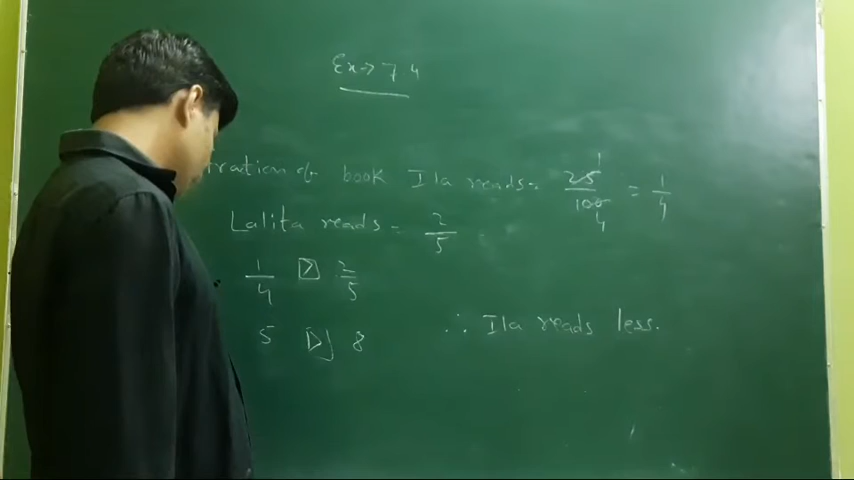 Ex → 7.4
fraction of book Ila reads = 25/100 = 1/4
Lalita reads = 2/5
1/4 > 2/5
5 > 8
∴ Ila reads less.